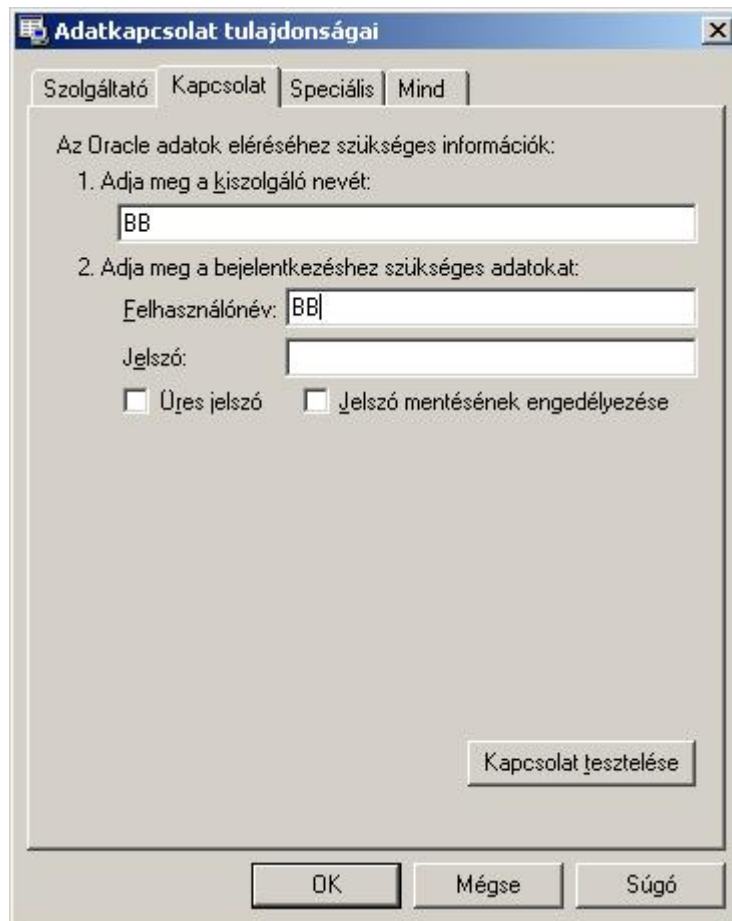 Adatkapcsolat tulajdonságai
Szolgáltató Kapcsolat Speciális Mind
Az Oracle adatok eléréséhez szükséges információk:
1. Adja meg a kiszolgáló nevét:
BB
2. Adja meg a bejelentkezéshez szükséges adatokat:
Felhasználónév: BB
Jelszó:
Üres jelszó Jelszó mentésének engedélyezése
Kapcsolat tesztelése
OK Mégse Súgó